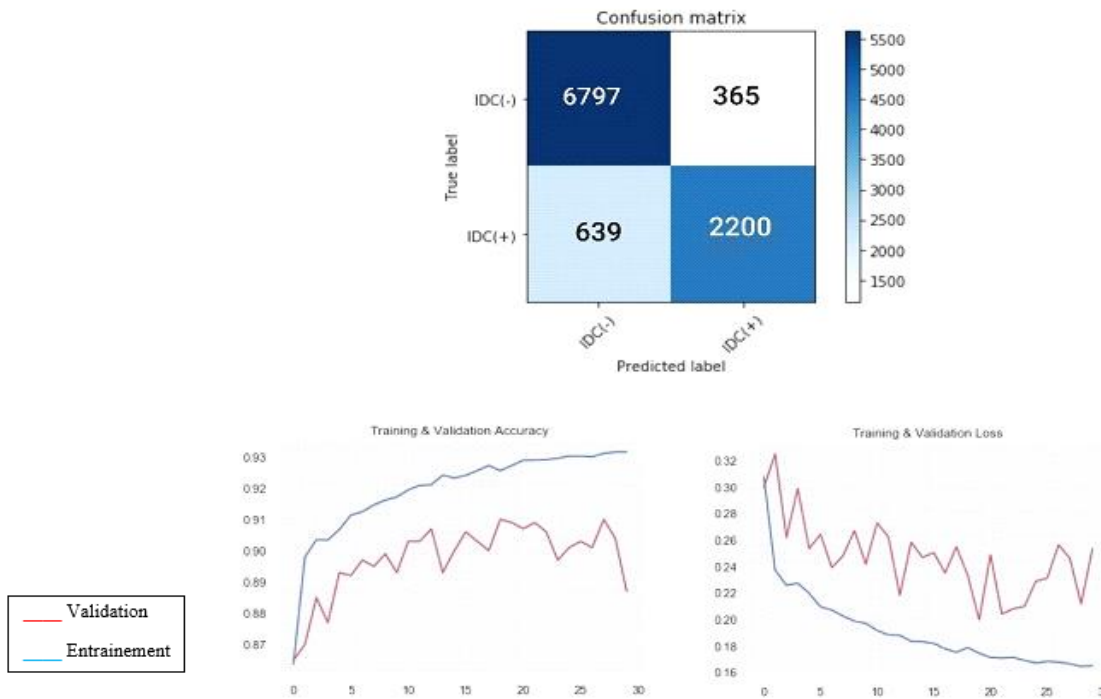 Confusion matrix
IDC(-)
6797
365
IDC(+)
639
2200
True label
IDC(-)
IDC(+)
Predicted label
5500
5000
4500
4000
3500
3000
2500
2000
1500
Training & Validation Accuracy
0.93
0.92
0.91
0.90
0.89
0.88
0.87
0 5 10 15 20 25 30
Training & Validation Loss
0.32
0.30
0.28
0.26
0.24
0.22
0.20
0.18
0.16
0 5 10 15 20 25
Validation
Entrainement